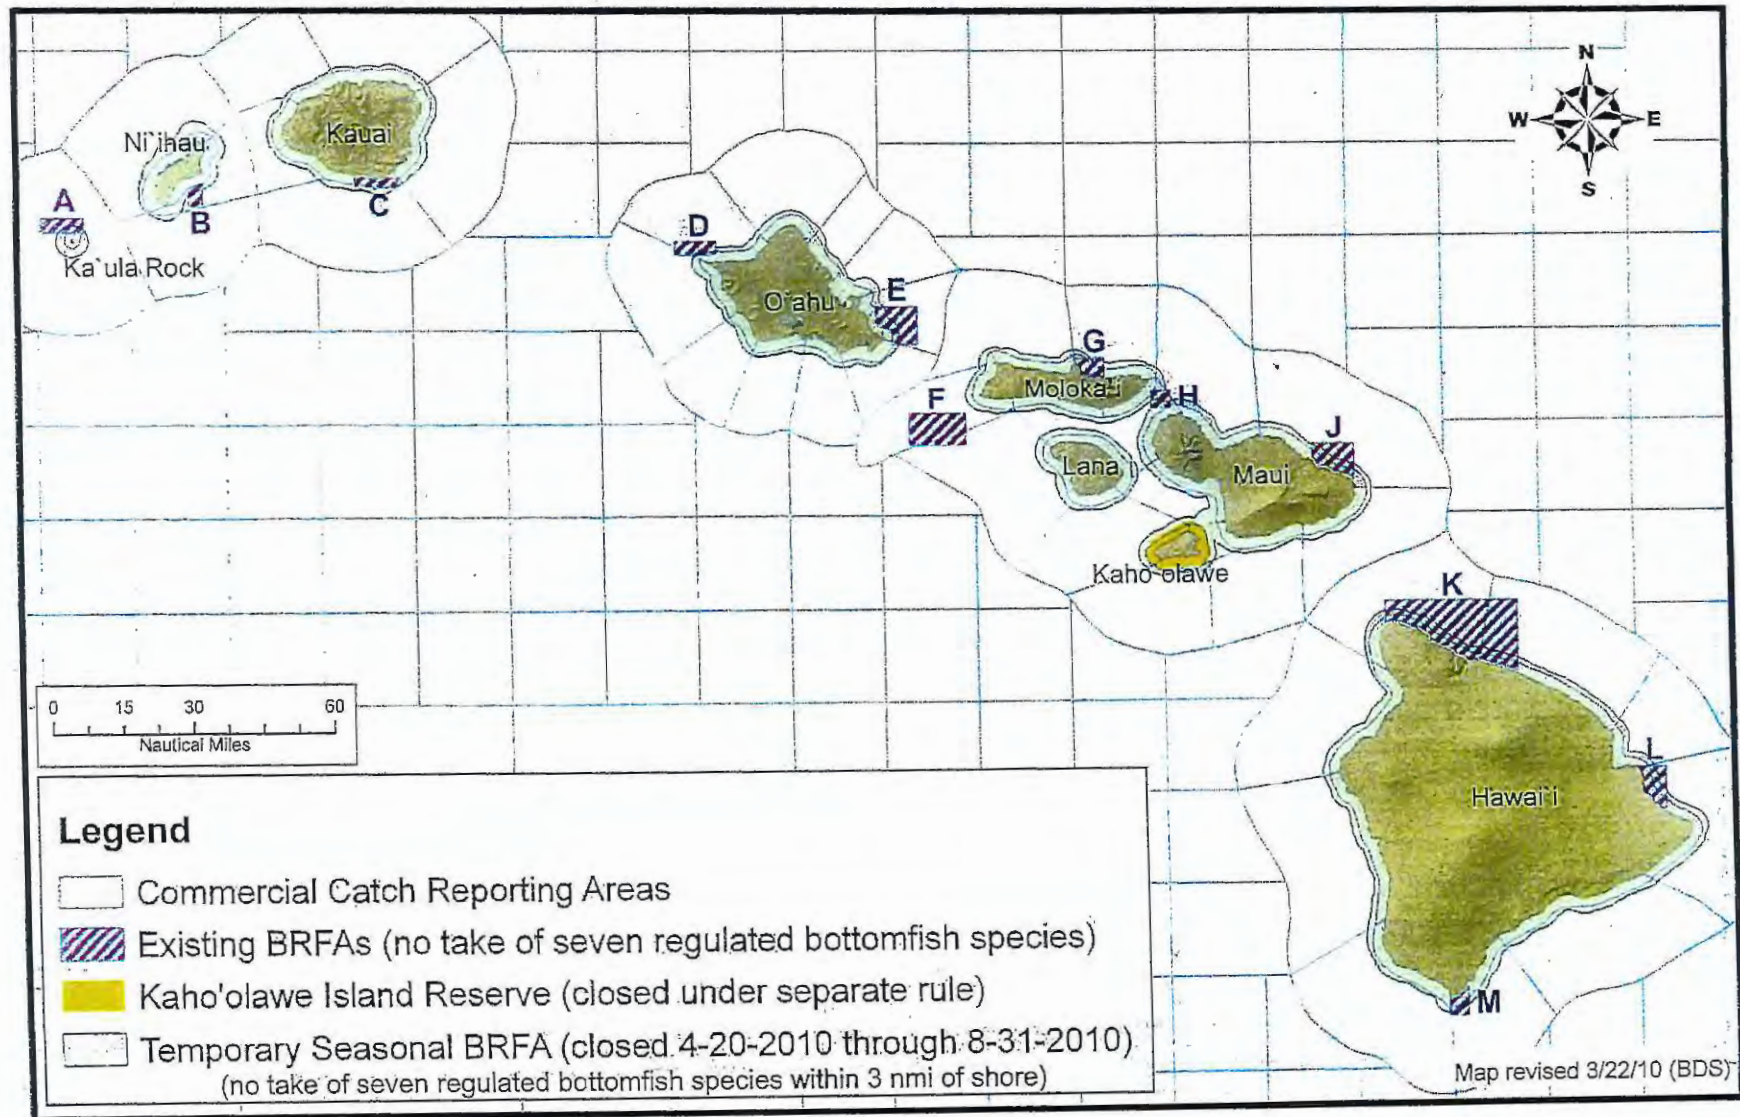 N
W E
S
Ni`ihau
Kauai
A
B
C
Ka`ula Rock
D
O`ahu
E
F
G
Moloka`i
H
J
Lana
Maui
Kaho`olawe
K
L
Hawai`i
M
0 15 30 60
Nautical Miles
Legend
Commercial Catch Reporting Areas
Existing BRFAs (no take of seven regulated bottomfish species)
Kaho'olawe Island Reserve (closed under separate rule)
Temporary Seasonal BRFA (closed 4-20-2010 through 8-31-2010)
(no take of seven regulated bottomfish species within 3 nmi of shore)
Map revised 3/22/10 (BDS)